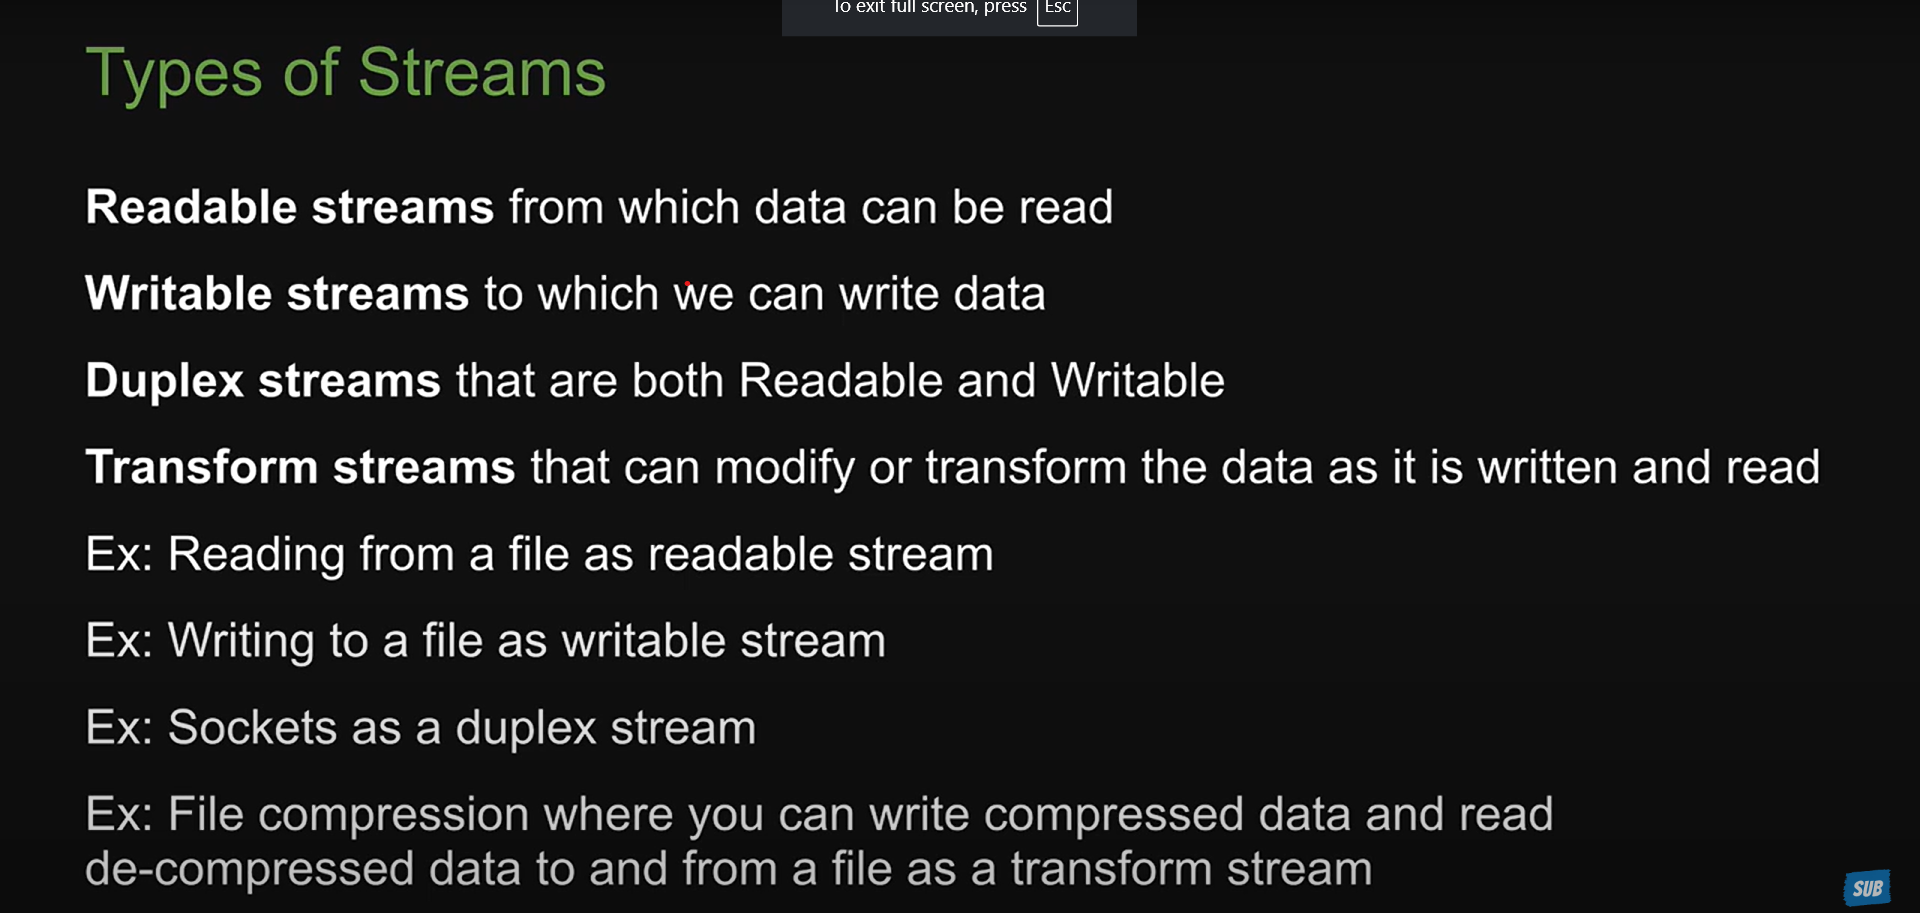 To exit full screen, press Esc
Types of Streams
Readable streams from which data can be read
Writable streams to which we can write data
Duplex streams that are both Readable and Writable
Transform streams that can modify or transform the data as it is written and read
Ex: Reading from a file as readable stream
Ex: Writing to a file as writable stream
Ex: Sockets as a duplex stream
Ex: File compression where you can write compressed data and read
de-compressed data to and from a file as a transform stream
SUB